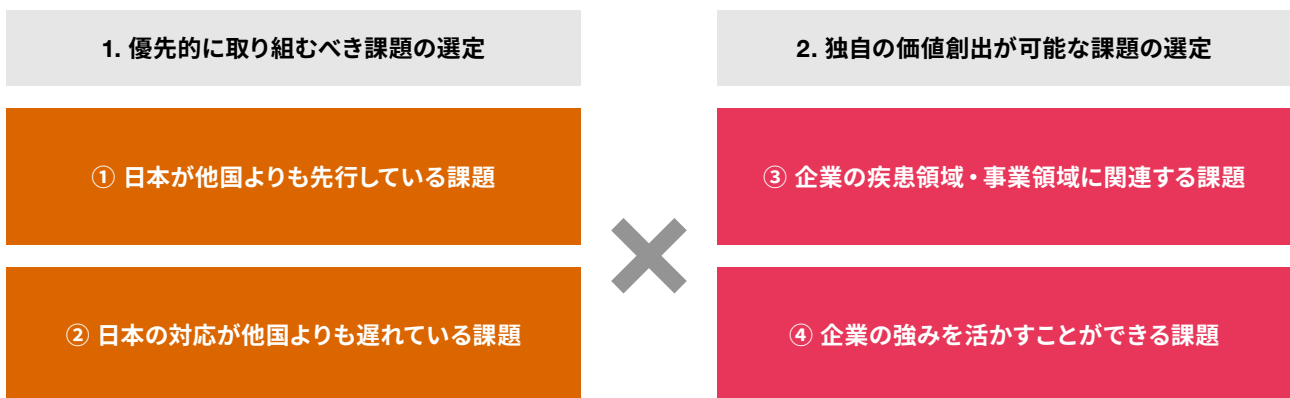 1. 優先的に取り組むべき課題の選定
① 日本が他国よりも先行している課題
② 日本の対応が他国よりも遅れている課題
2. 独自の価値創出が可能な課題の選定
③ 企業の疾患領域・事業領域に関連する課題
④ 企業の強みを活かすことができる課題